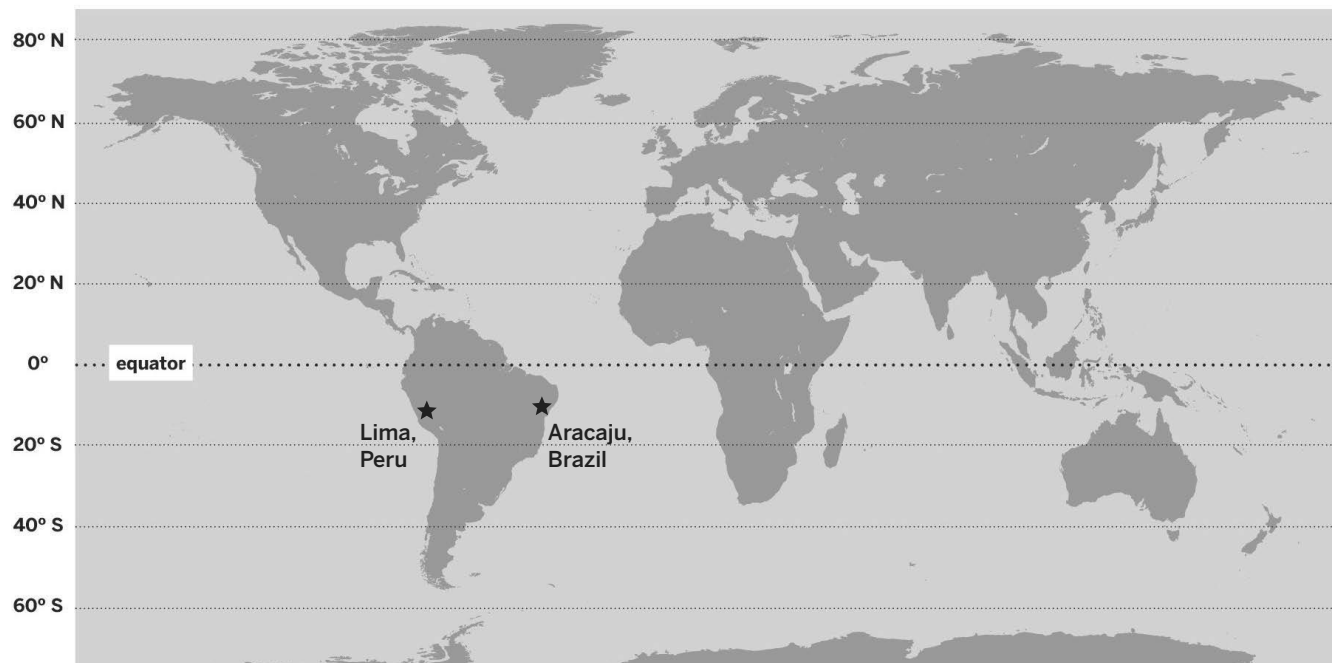 80º N
60º N
40º N
20º N
0º
equator
Lima,
Peru
Aracaju,
Brazil
20º S
40º S
60º S